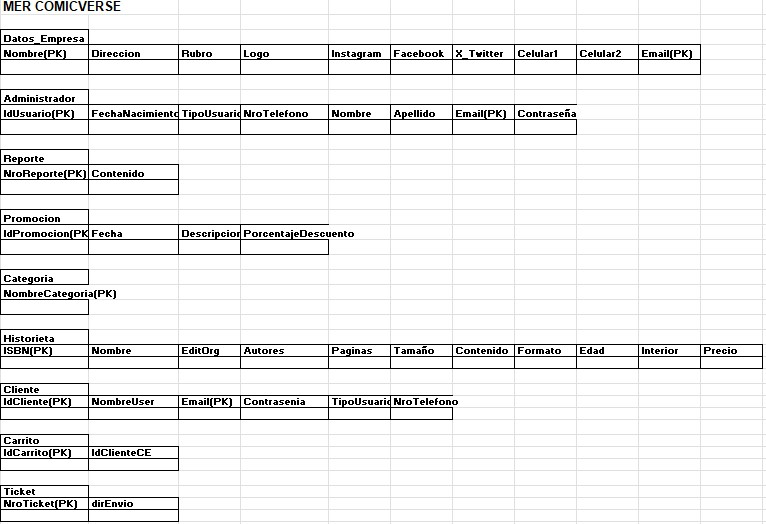 MER COMICVERSE
Datos_Empresa
Nombre(PK) Direccion Rubro Logo Instagram Facebook X_Twitter Celular1 Celular2 Email(PK)
Administrador
IdUsuario(PK) FechaNacimiento TipoUsuario NroTelefono Nombre Apellido Email(PK) Contraseña
Reporte
NroReporte(PK) Contenido
Promocion
IdPromocion(PK Fecha Descripcion PorcentajeDescuento
Categoria
NombreCategoria(PK)
Historieta
ISBN(PK) Nombre EditOrg Autores Paginas Tamaño Contenido Formato Edad Interior Precio
Cliente
IdCliente(PK) NombreUser Email(PK) Contrasenia TipoUsuario NroTelefono
Carrito
IdCarrito(PK) IdClienteCE
Ticket
NroTicket(PK) dirEnvio